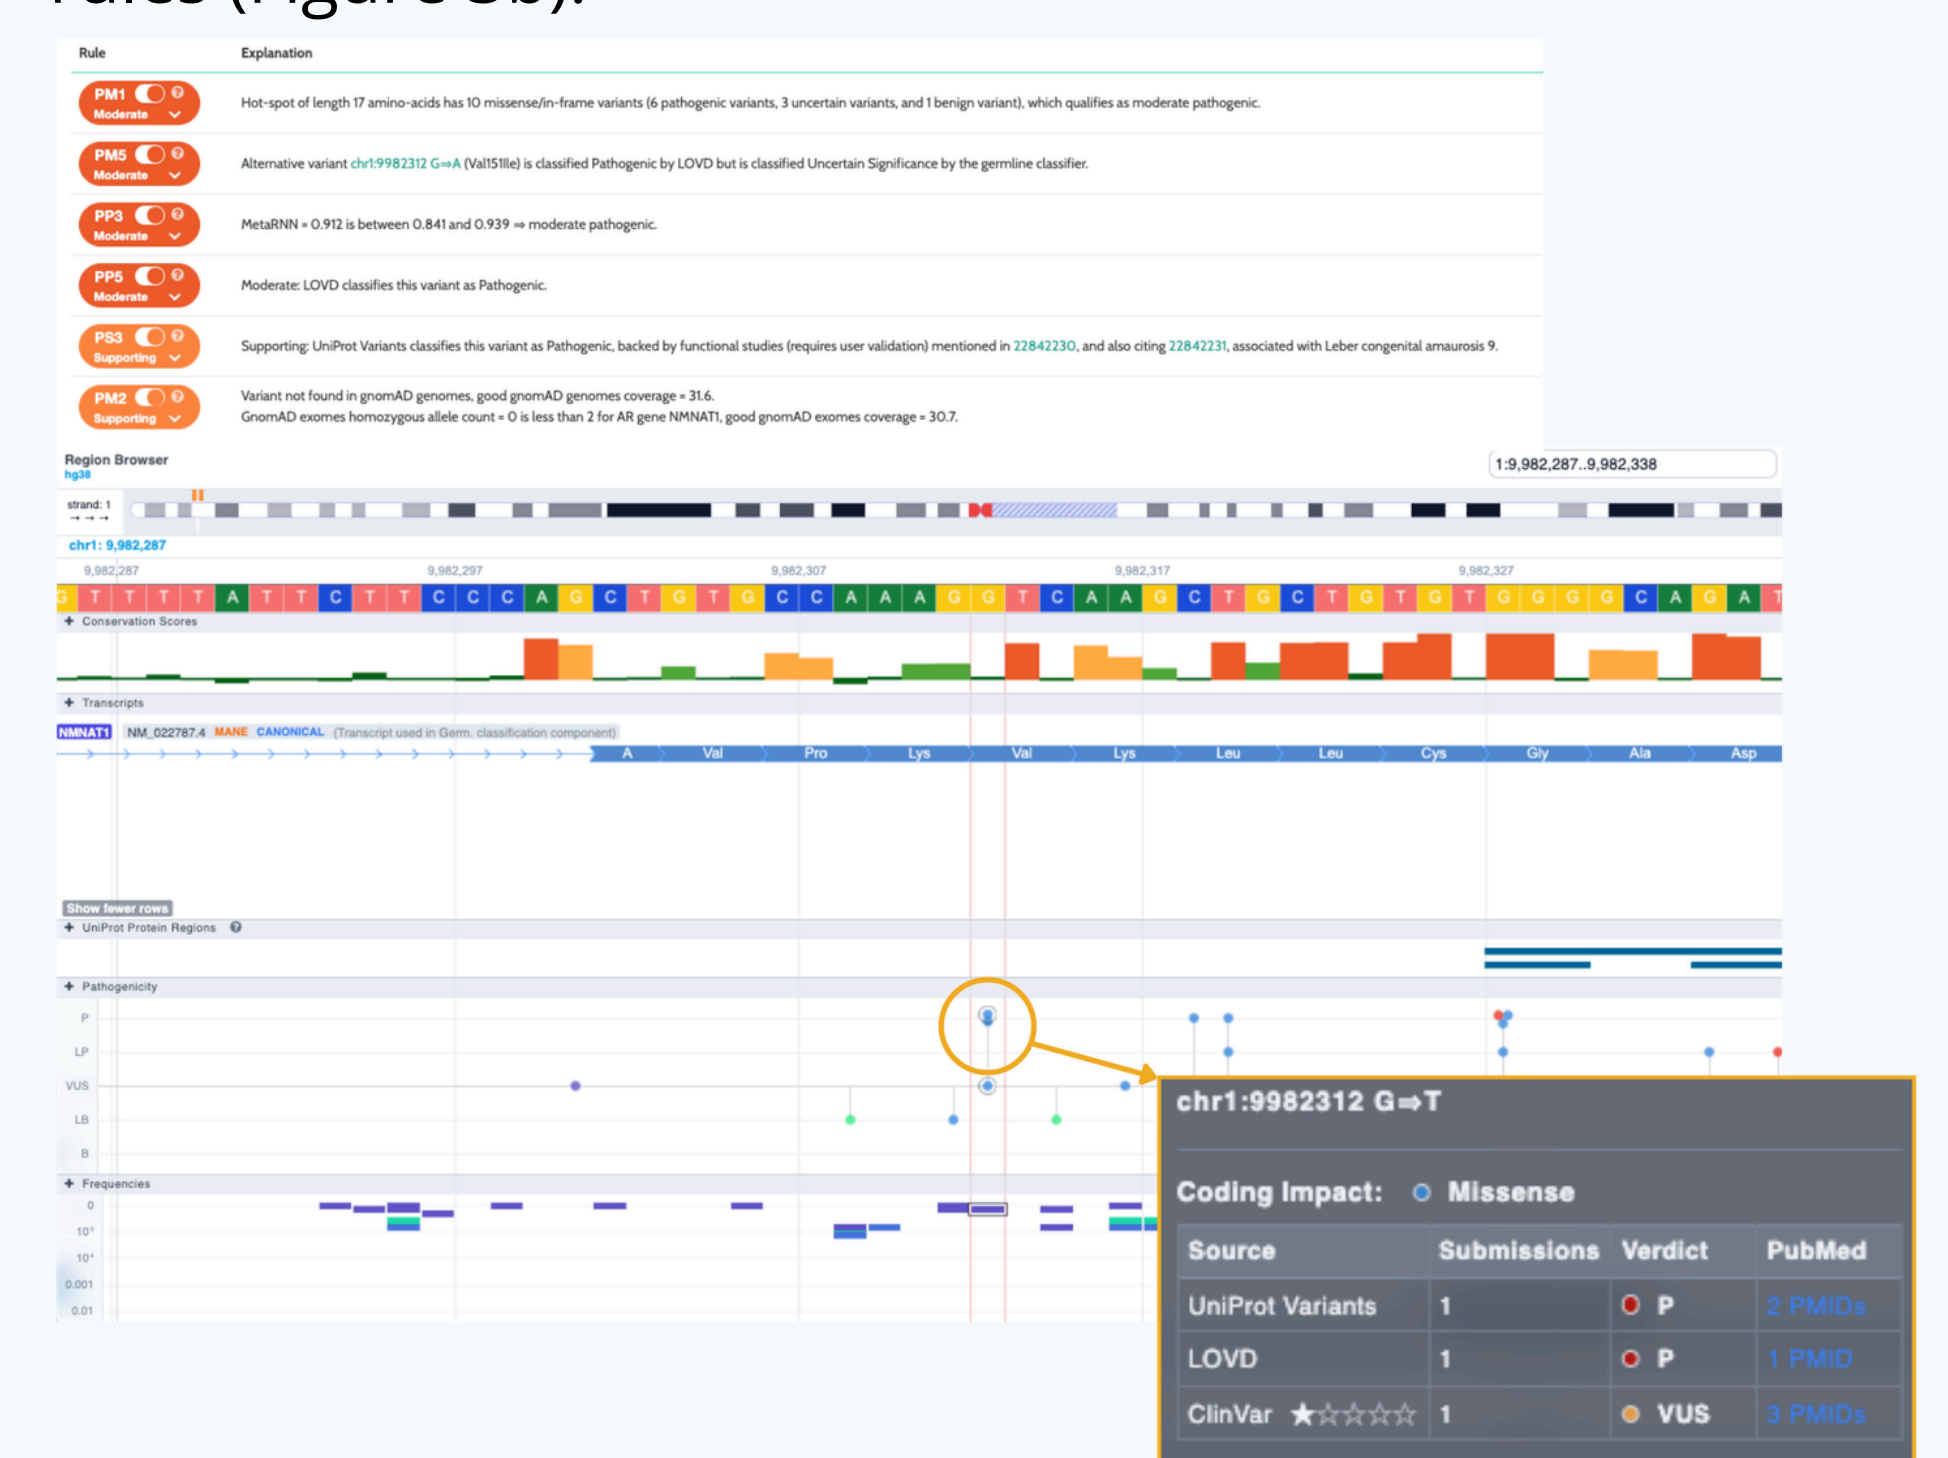 rules (Figure 3b).
Rule Explanation
PM1 Moderate Hot-spot of length 17 amino-acids has 10 missense/in-frame variants (6 pathogenic variants, 3 uncertain variants, and 1 benign variant), which qualifies as moderate pathogenic.
PM5 Moderate Alternative variant chr1:9982312 G⇒A (Val151Ile) is classified Pathogenic by LOVD but is classified Uncertain Significance by the germline classifier.
PP3 Moderate MetaRNN = 0.912 is between 0.841 and 0.939 ⇒ moderate pathogenic.
PP5 Moderate Moderate: LOVD classifies this variant as Pathogenic.
PS3 Supporting Supporting: UniProt Variants classifies this variant as Pathogenic, backed by functional studies (requires user validation) mentioned in 22842230, and also citing 22842231, associated with Leber congenital amaurosis 9.
PM2 Supporting Variant not found in gnomAD genomes, good gnomAD genomes coverage = 31.6.
GnomAD exomes homozygous allele count = 0 is less than 2 for AR gene NMNAT1, good gnomAD exomes coverage = 30.7.
Region Browser
hg38
1:9,982,287..9,982,338
strand: 1
chr1: 9,982,287
9,982,287 9,982,297 9,982,307 9,982,317 9,982,327
G T T T T A T T C T T C C C A G C T G T G C C A A A G G T C A A G C T G C T G T G T G G G G C A G A T
+ Conservation Scores
+ Transcripts
NMNAT1 NM_022787.4 MANE CANONICAL (Transcript used in Germ. classification component)
A Val Pro Lys Val Lys Leu Leu Cys Gly Ala Asp
Show fewer rows
+ UniProt Protein Regions
+ Pathogenicity
P
LP
VUS
LB
B
+ Frequencies
0
0.001
0.01
chr1:9982312 G⇒T
Coding Impact: Missense
Source Submissions Verdict PubMed
UniProt Variants 1 P 2 PMIDs
LOVD 1 P 1 PMID
ClinVar ★☆☆☆☆ 1 VUS 3 PMIDs